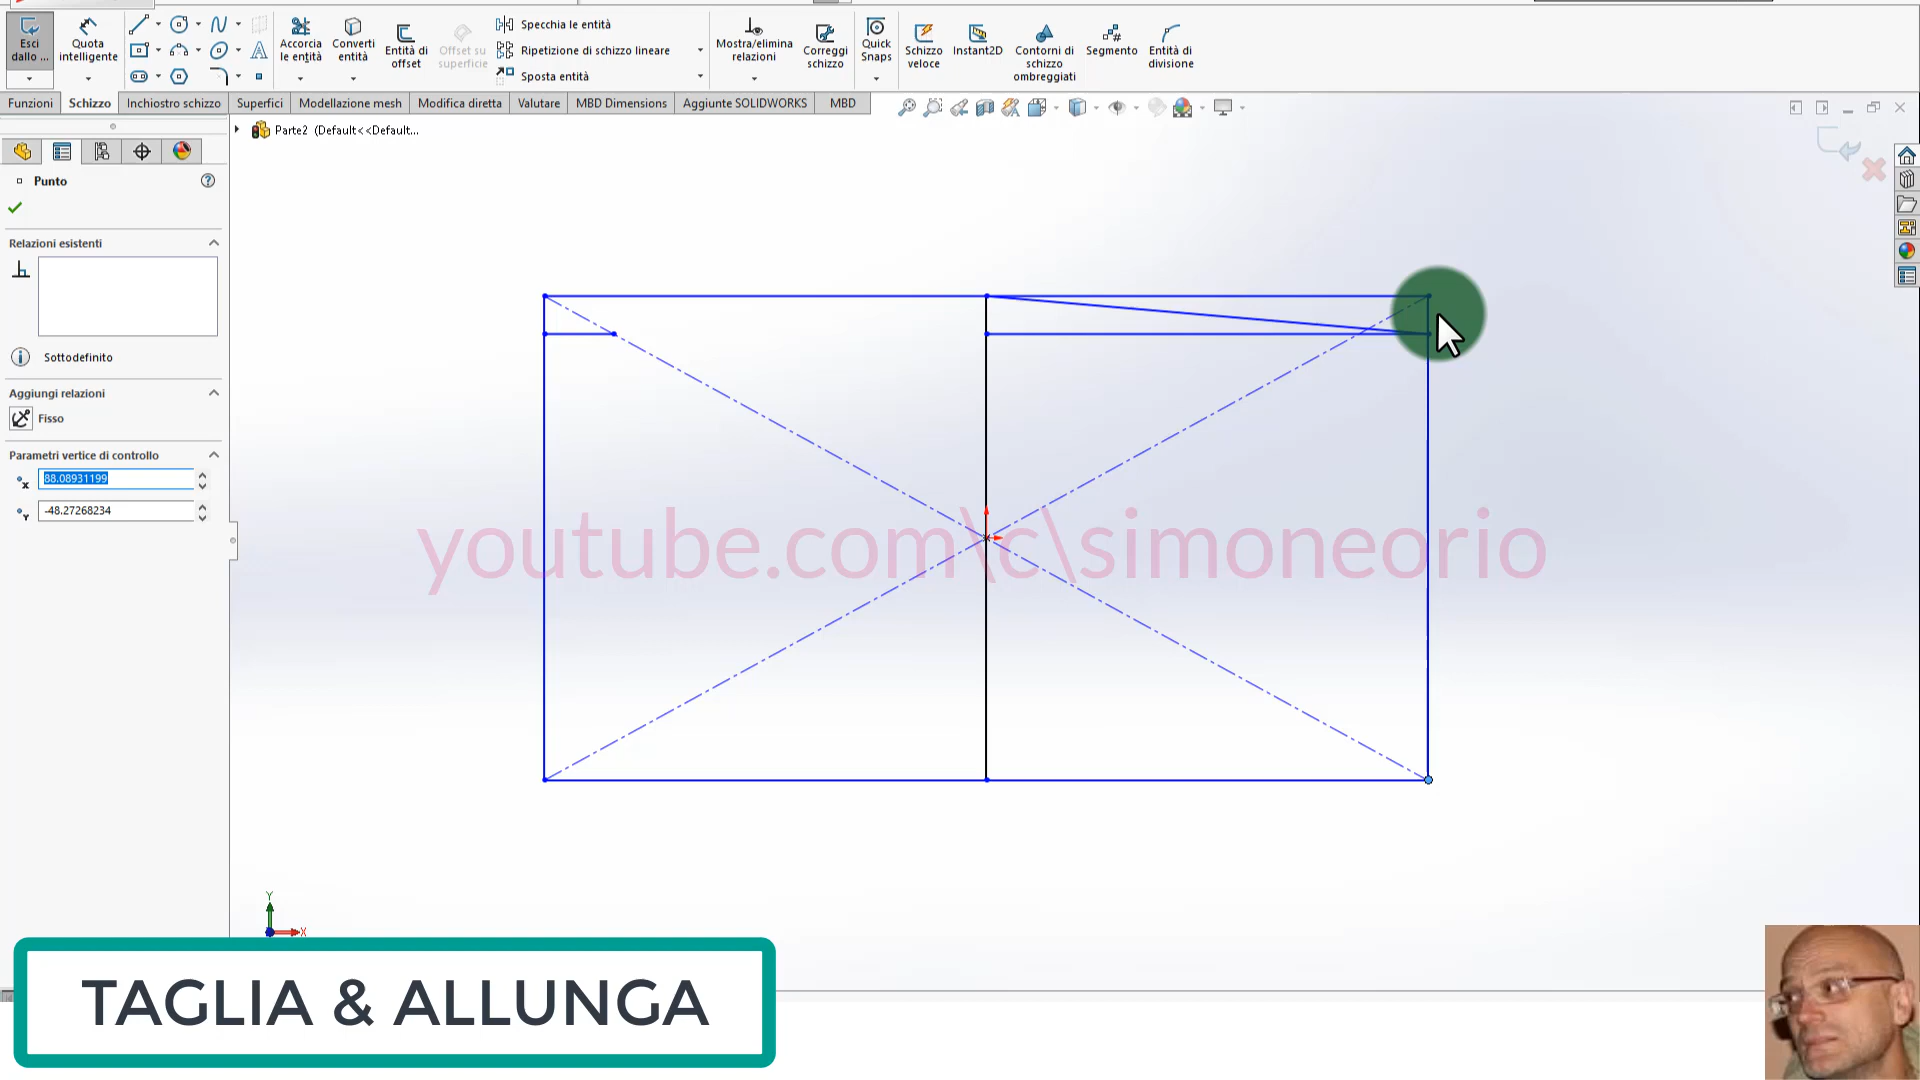 Esci
dallo ...
Quota
intelligente
Accorcia
le entità
Converti
entità
Entità di
offset
Offset su
superficie
Specchia le entità
Ripetizione di schizzo lineare
Sposta entità
Mostra/elimina
relazioni
Correggi
schizzo
Quick
Snaps
Schizzo
veloce
Instant2D
Contorni di
schizzo
ombreggiati
Segmento
Entità di
divisione
Funzioni
Schizzo
Inchiostro schizzo
Superfici
Modellazione mesh
Modifica diretta
Valutare
MBD Dimensions
Aggiunte SOLIDWORKS
MBD
Parte2 (Default<<Default...
Punto
Relazioni esistenti
Sottodefinito
Aggiungi relazioni
Fisso
Parametri vertice di controllo
88.08931199
-48.27268234
youtube.com\c\simoneorio
Y
X
TAGLIA & ALLUNGA